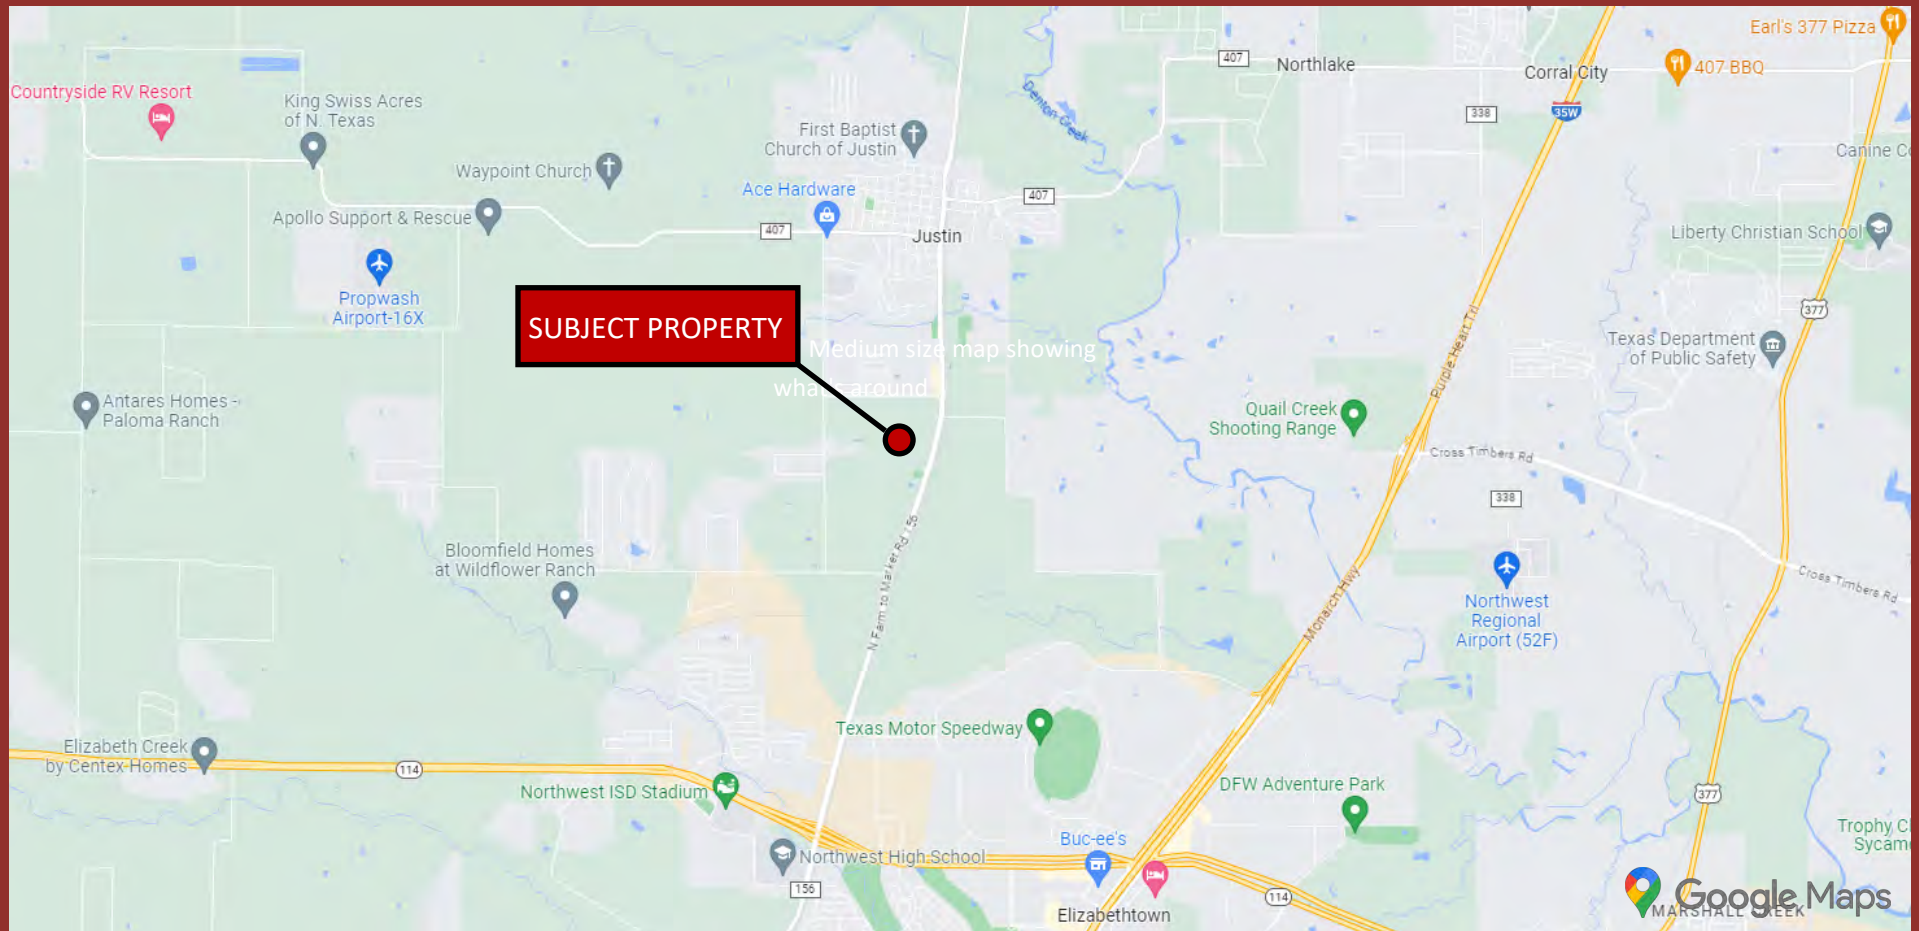 Earl's 377 Pizza
407
Northlake
Corral City
407 BBQ
Countryside RV Resort
King Swiss Acres
of N. Texas
Denton Creek
338
35W
First Baptist
Church of Justin
Canine
Waypoint Church
Ace Hardware
407
Apollo Support & Rescue
407
Justin
Liberty Christian School
Propwash
Airport-16X
377
SUBJECT PROPERTY
Medium size map showing
what's around
Purple Heart Trl
Texas Department
of Public Safety
Antares Homes -
Paloma Ranch
Quail Creek
Shooting Range
Cross Timbers Rd
338
N Farm to Market Rd 156
Bloomfield Homes
at Wildflower Ranch
Monarch Hwy
Northwest
Regional
Airport (52F)
Cross Timbers Rd
Texas Motor Speedway
Elizabeth Creek
by Centex Homes
114
Northwest ISD Stadium
DFW Adventure Park
377
Buc-ee's
Trophy
Northwest High School
156
114
Elizabethtown
Google Maps
MARSHALL CREEK